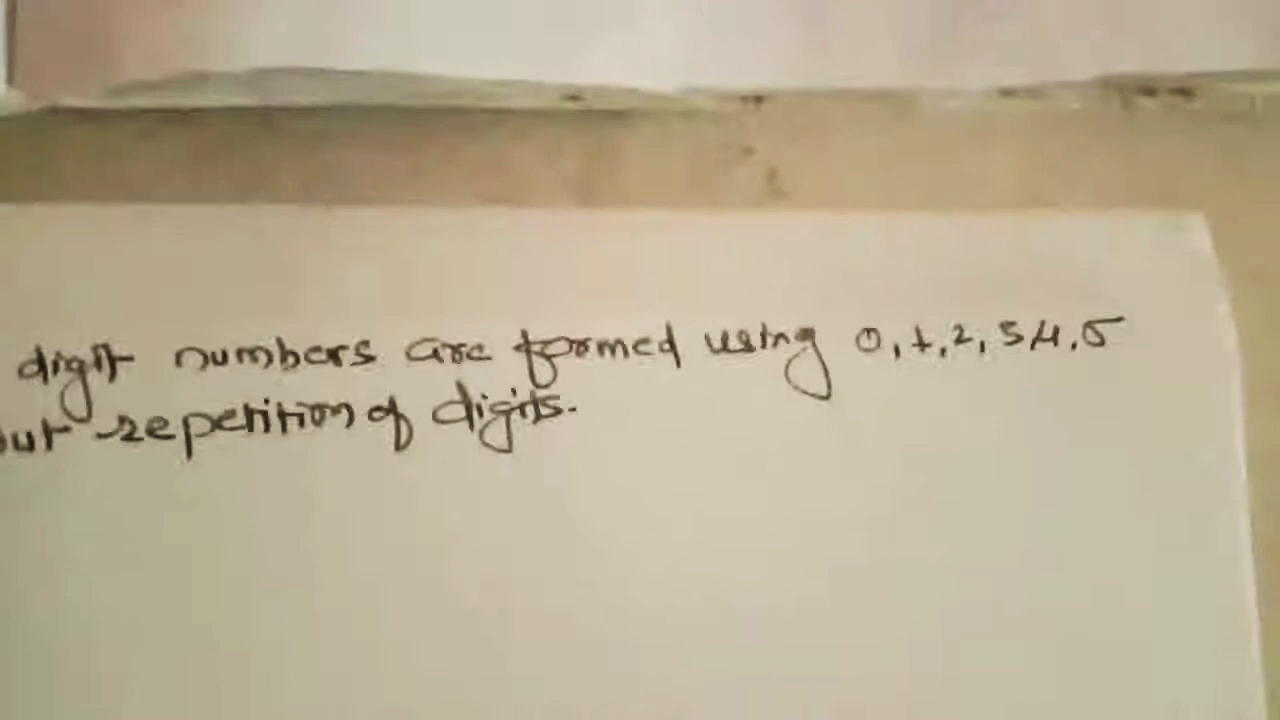 digit numbers are formed using 0, 1, 2, 3, 4, 5
out repetition of digits.